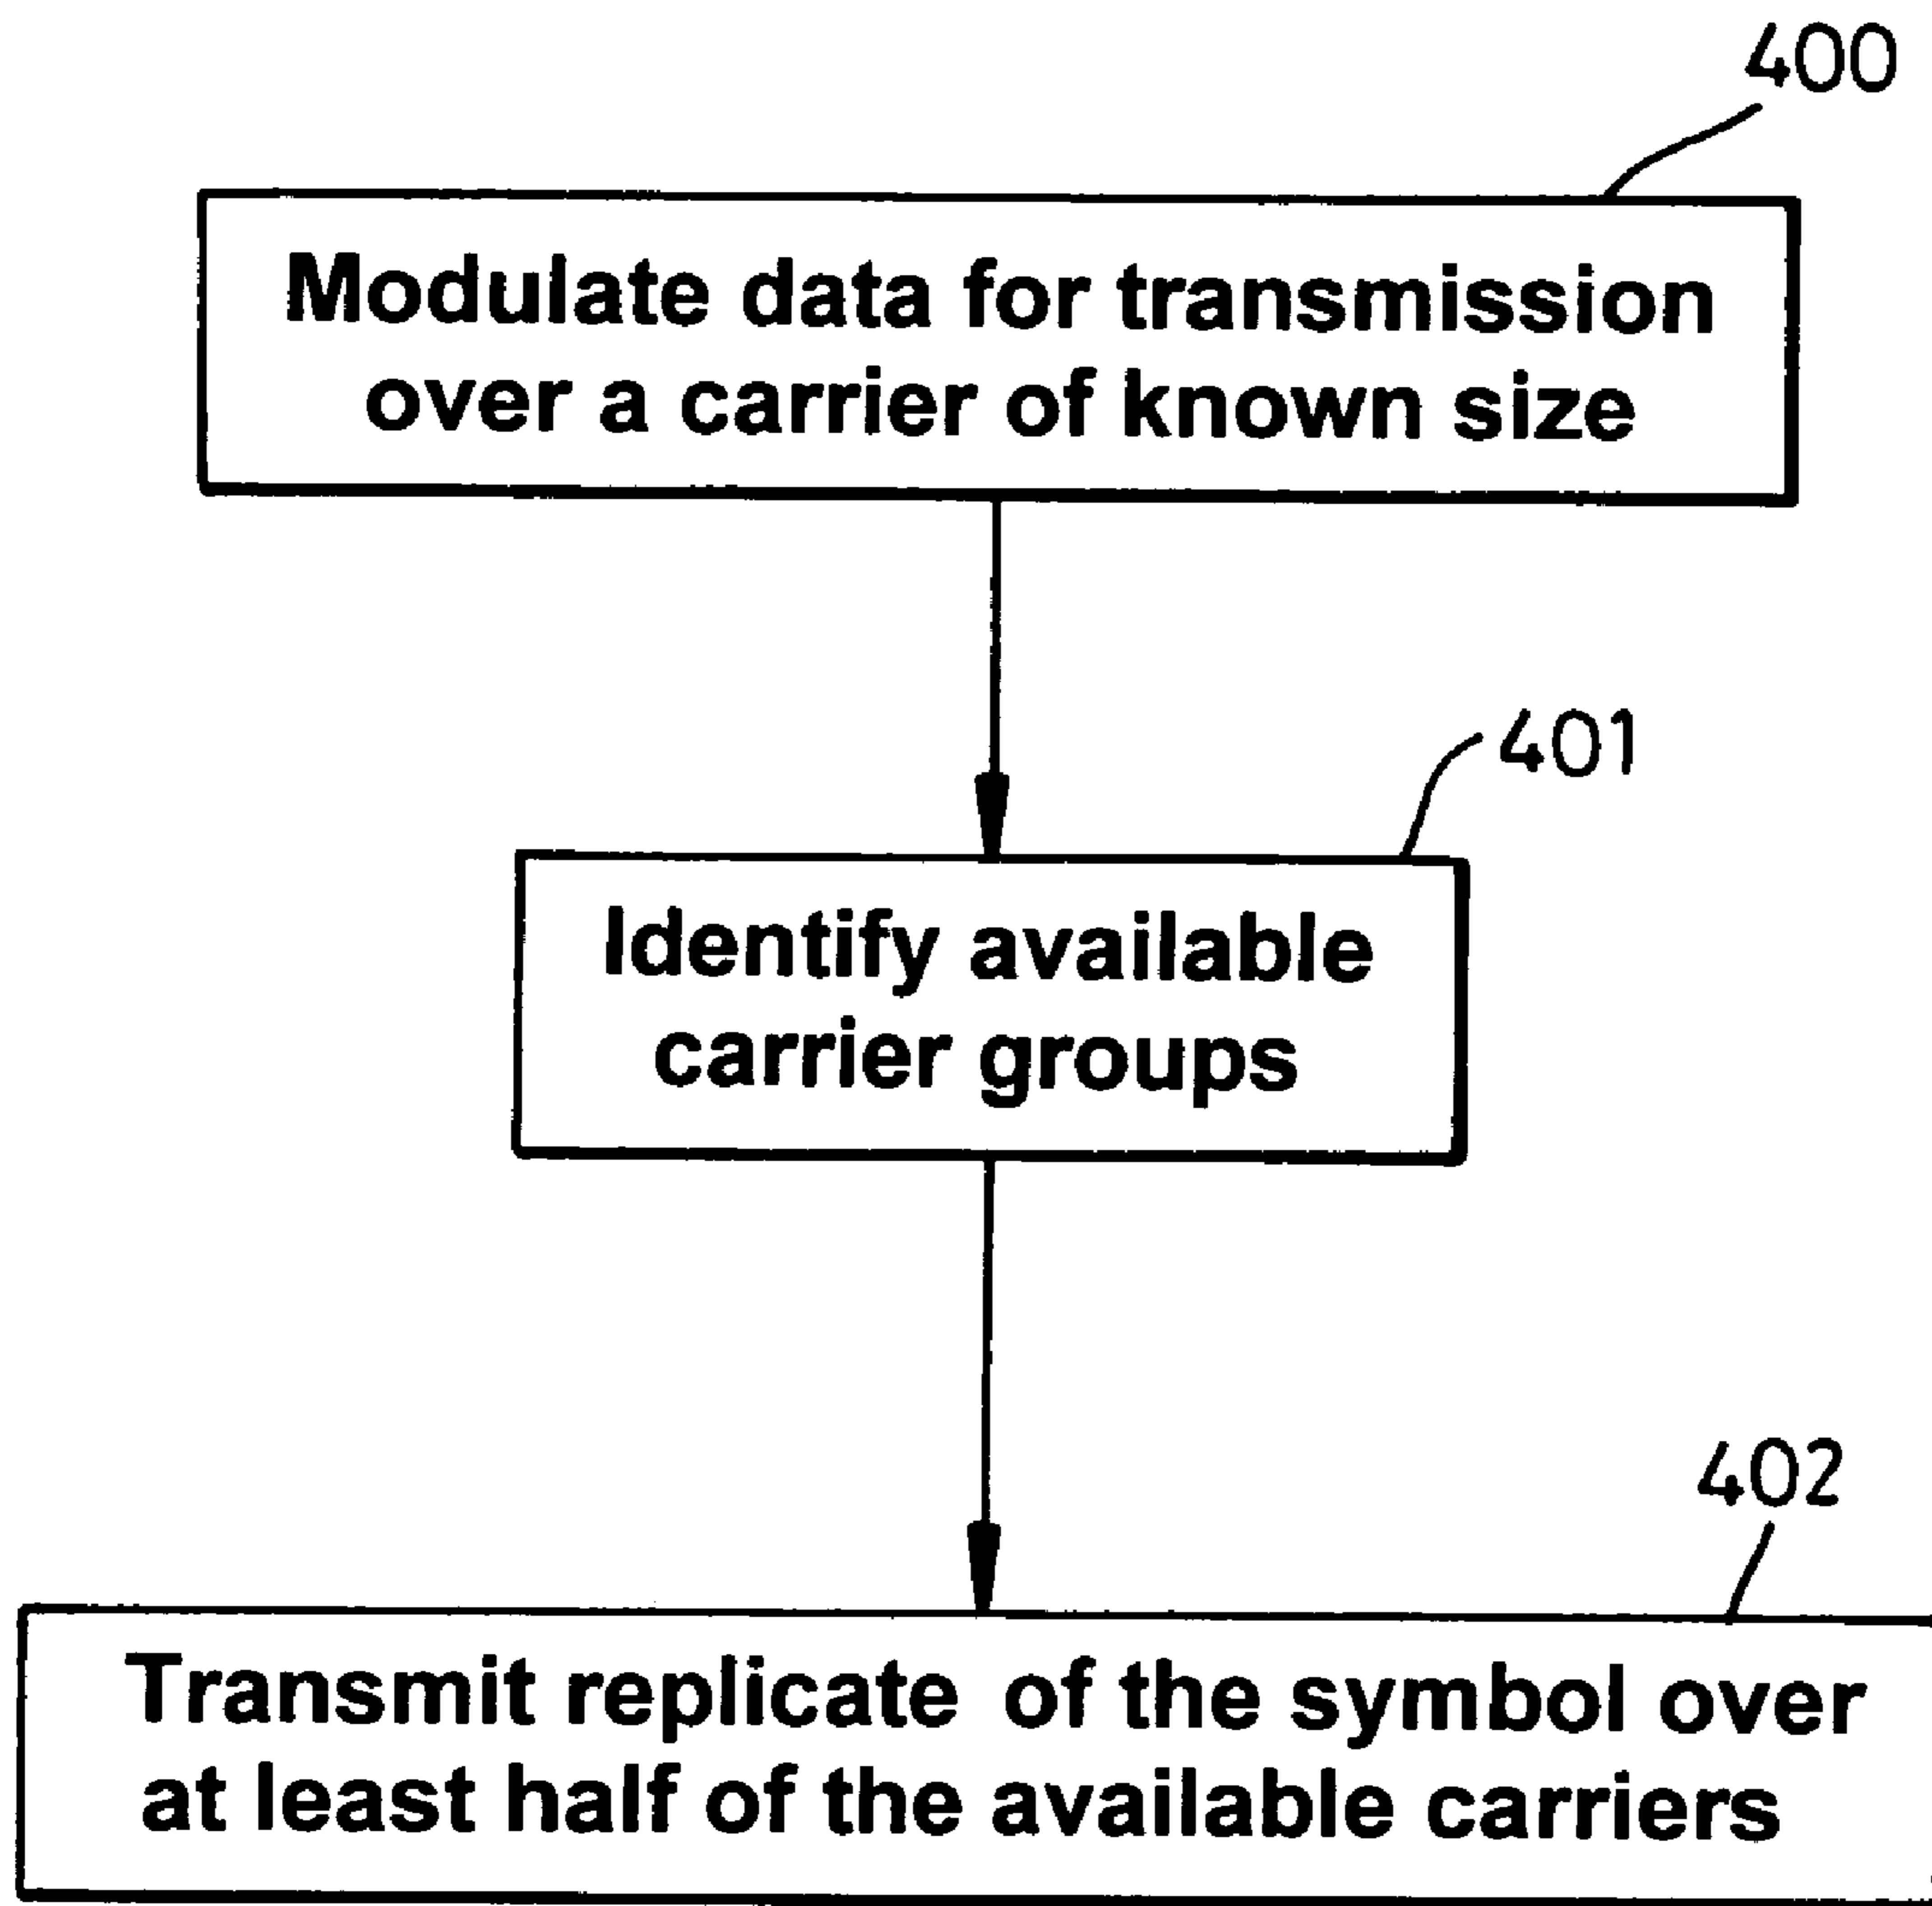 400
Modulate data for transmission
over a carrier of known size
401
Identify available
carrier groups
402
Transmit replicate of the symbol over
at least half of the available carriers